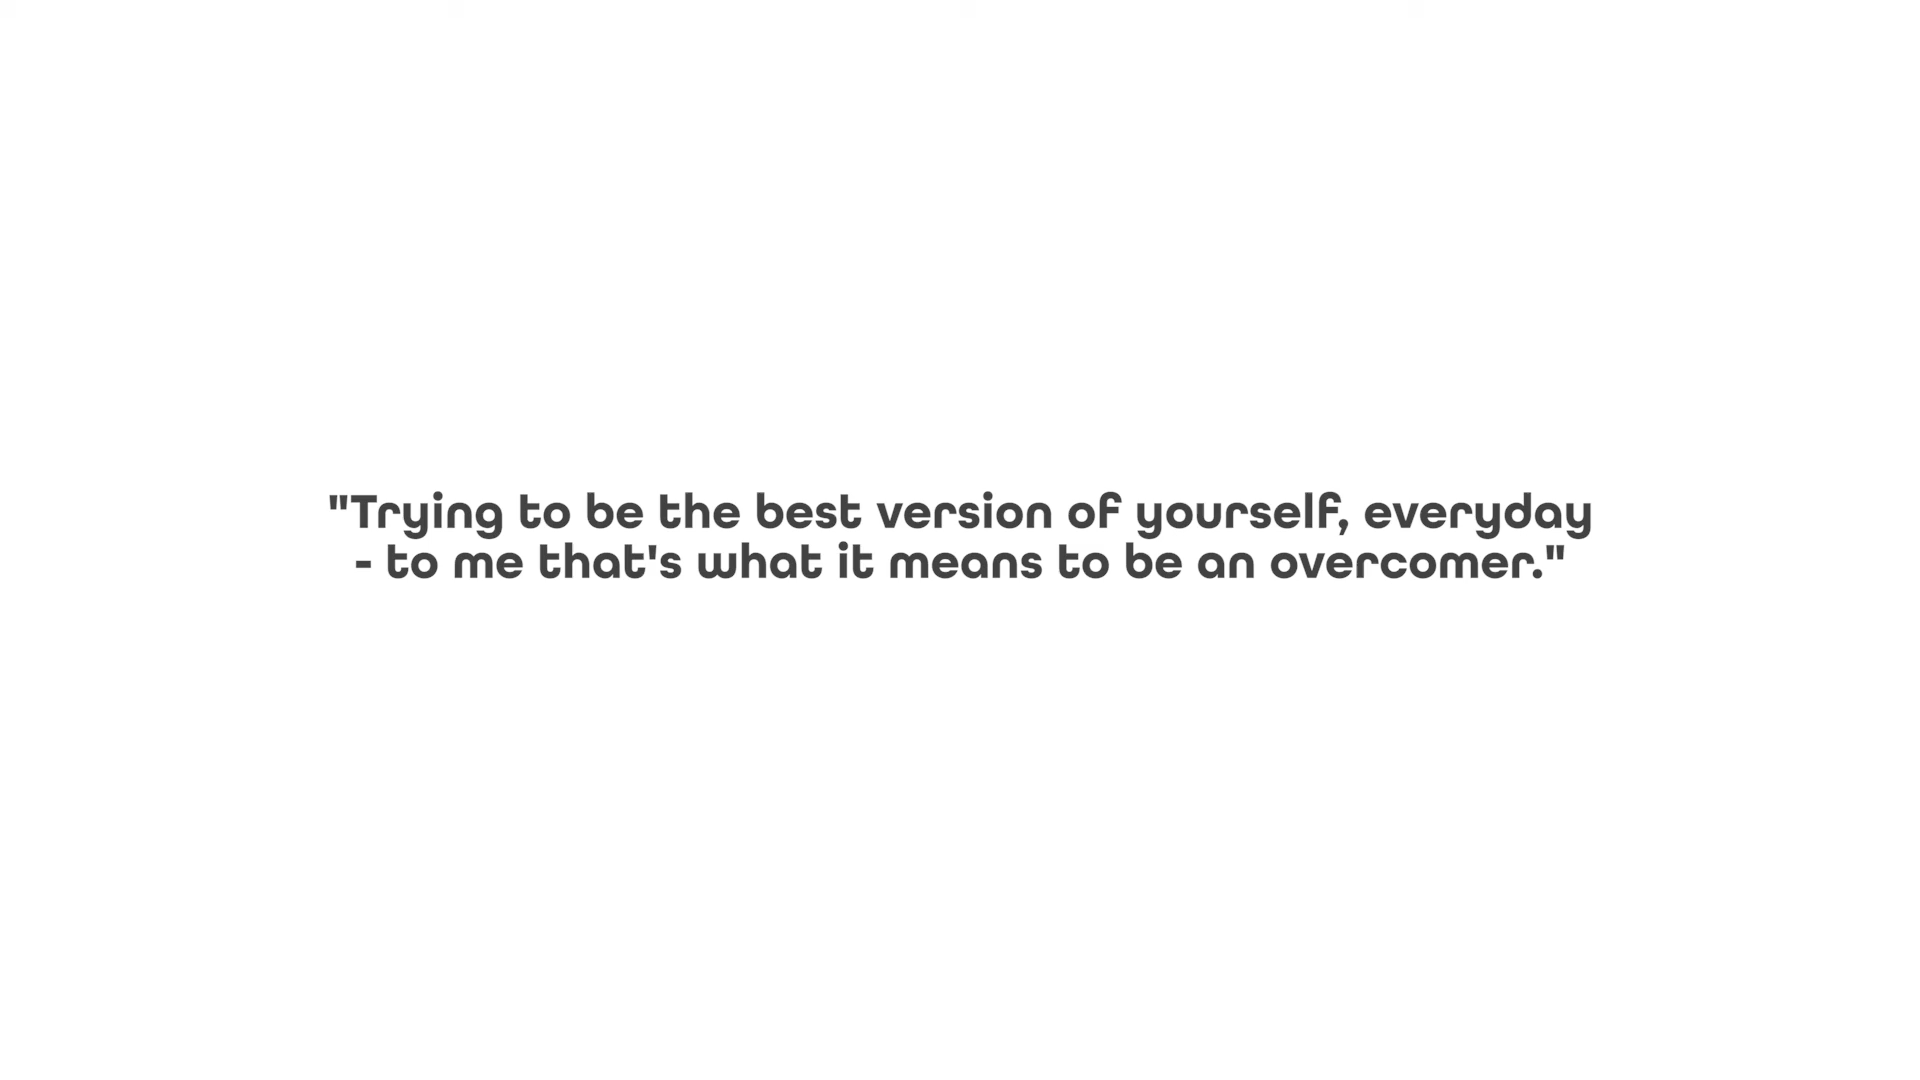 "Trying to be the best version of yourself, everyday
- to me that's what it means to be an overcomer."